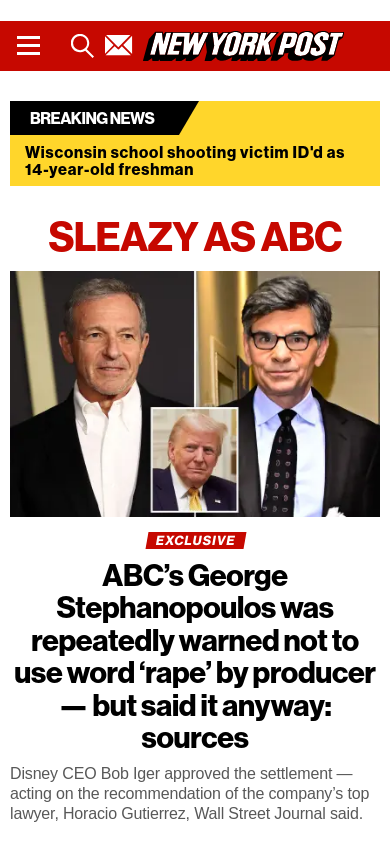 NEW YORK POST
BREAKING NEWS
Wisconsin school shooting victim ID'd as
14-year-old freshman
SLEAZY AS ABC
EXCLUSIVE
ABC’s George
Stephanopoulos was
repeatedly warned not to
use word ‘rape’ by producer
— but said it anyway:
sources
Disney CEO Bob Iger approved the settlement —
acting on the recommendation of the company’s top
lawyer, Horacio Gutierrez, Wall Street Journal said.